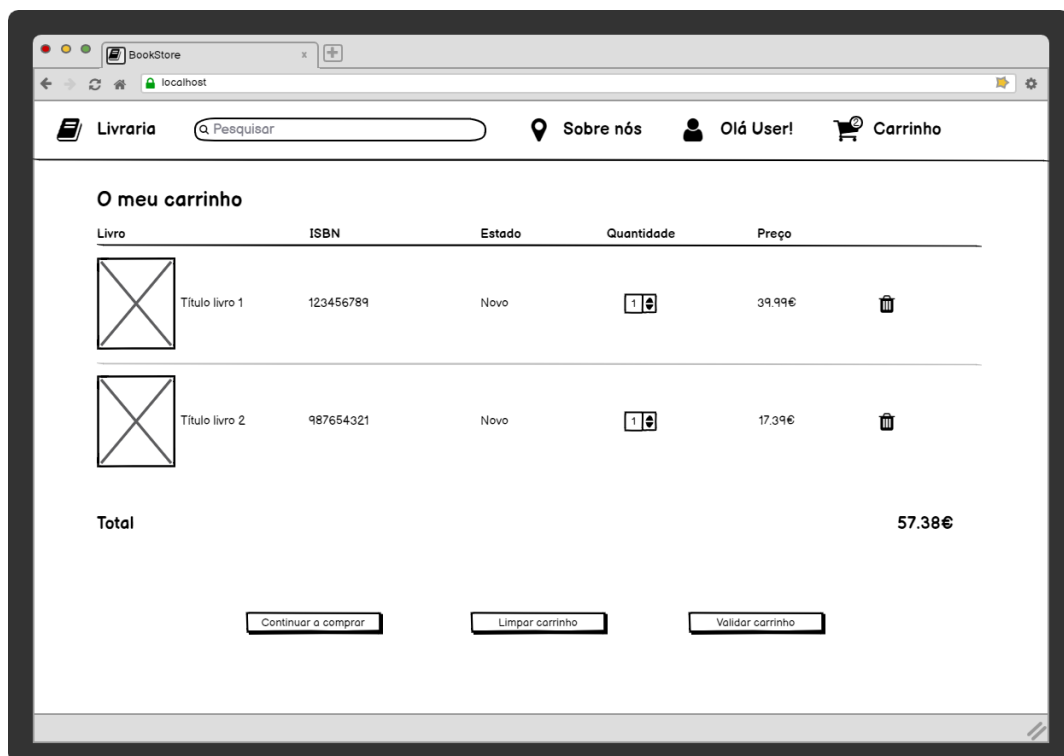 BookStore
localhost
Livraria Pesquisar Sobre nós Olá User! 2 Carrinho
O meu carrinho
Livro ISBN Estado Quantidade Preço
Título livro 1 123456789 Novo 1 39.99€
Título livro 2 987654321 Novo 1 17.39€
Total 57.38€
Continuar a comprar Limpar carrinho Validar carrinho